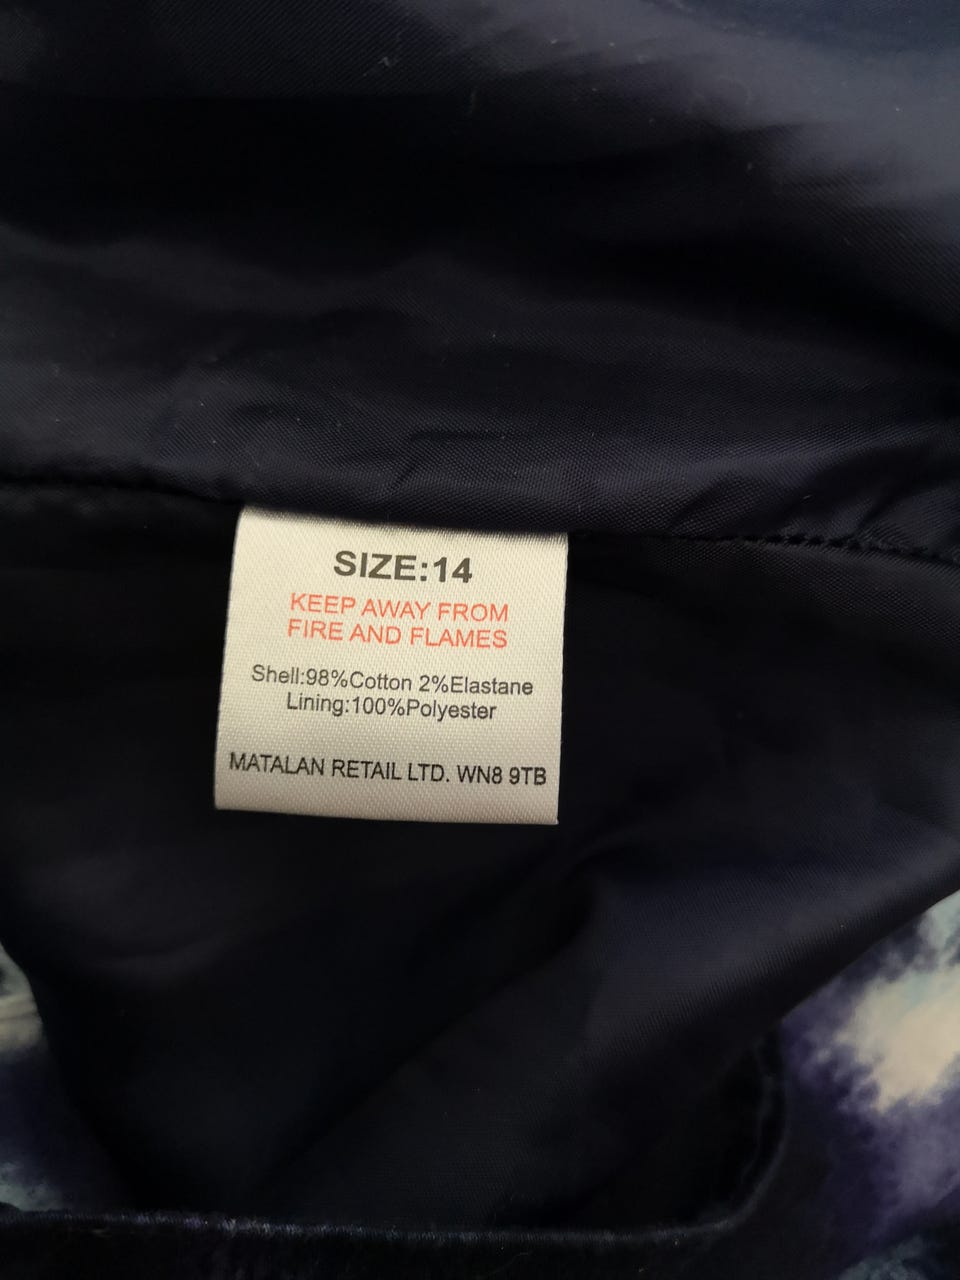 SIZE:14
KEEP AWAY FROM
FIRE AND FLAMES
Shell:98%Cotton 2%Elastane
Lining:100%Polyester
MATALAN RETAIL LTD. WN8 9TB